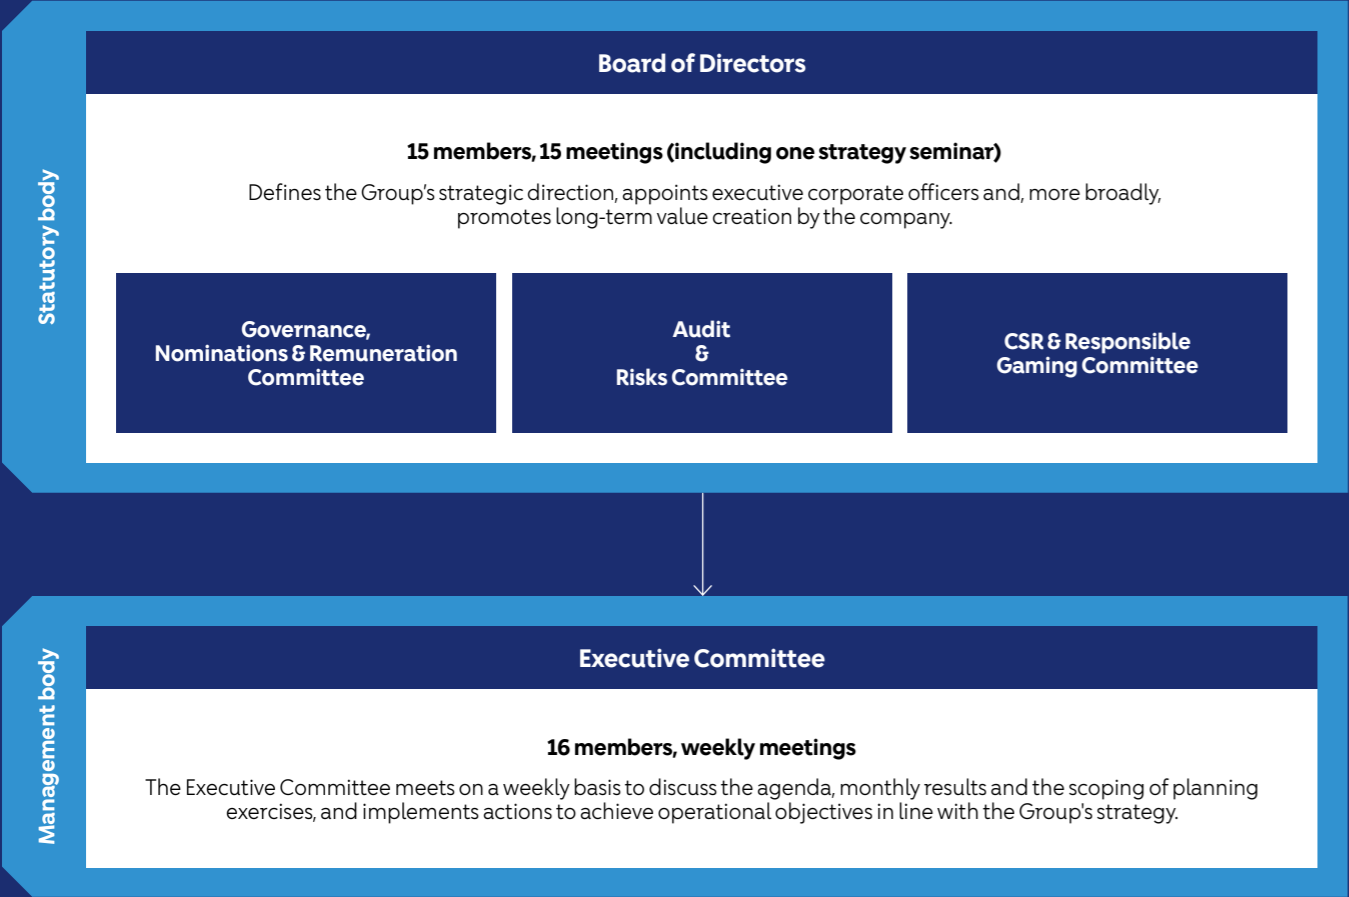 Statutory body
Board of Directors
15 members, 15 meetings (including one strategy seminar)
Defines the Group's strategic direction, appoints executive corporate officers and, more broadly,
promotes long-term value creation by the company.
Governance,
Nominations & Remuneration
Committee
Audit
&
Risks Committee
CSR & Responsible
Gaming Committee
Management body
Executive Committee
16 members, weekly meetings
The Executive Committee meets on a weekly basis to discuss the agenda, monthly results and the scoping of planning
exercises, and implements actions to achieve operational objectives in line with the Group's strategy.